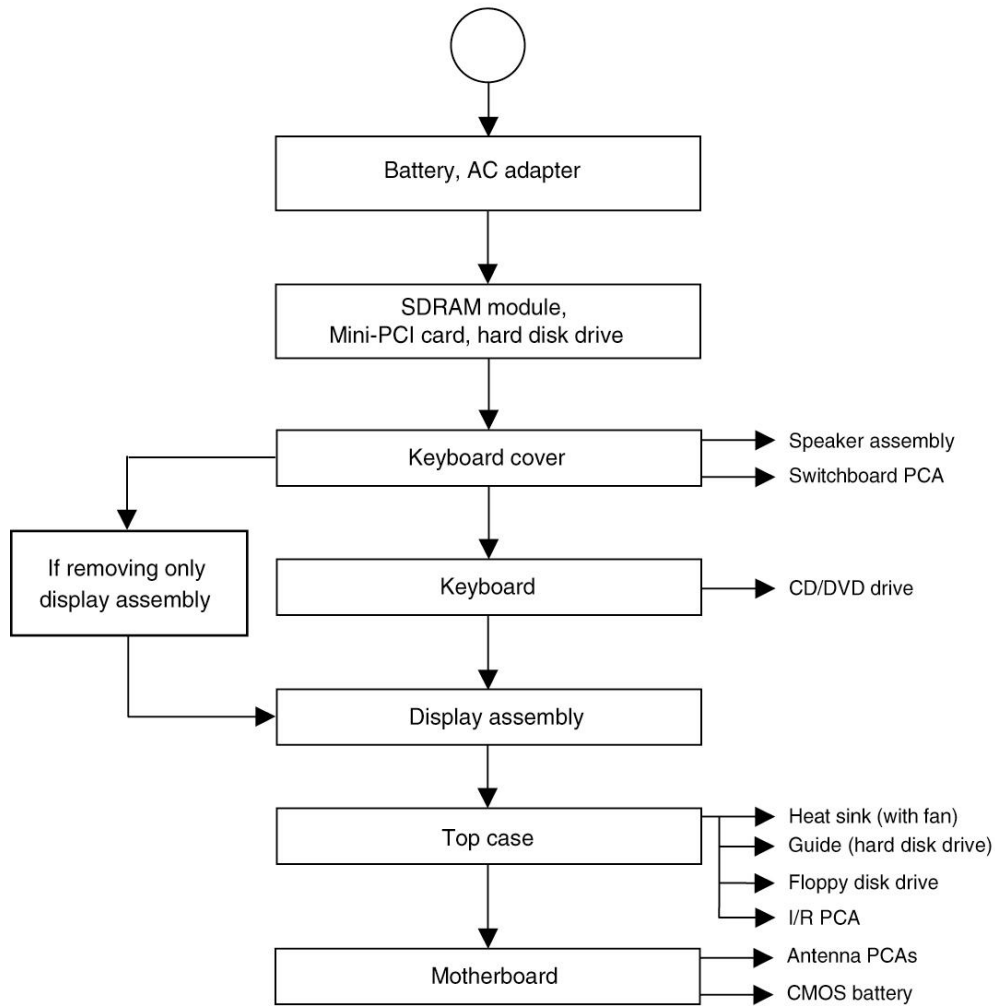 Battery, AC adapter
SDRAM module,
Mini-PCI card, hard disk drive
Keyboard cover
Speaker assembly
Switchboard PCA
If removing only
display assembly
Keyboard
CD/DVD drive
Display assembly
Top case
Heat sink (with fan)
Guide (hard disk drive)
Floppy disk drive
I/R PCA
Motherboard
Antenna PCAs
CMOS battery